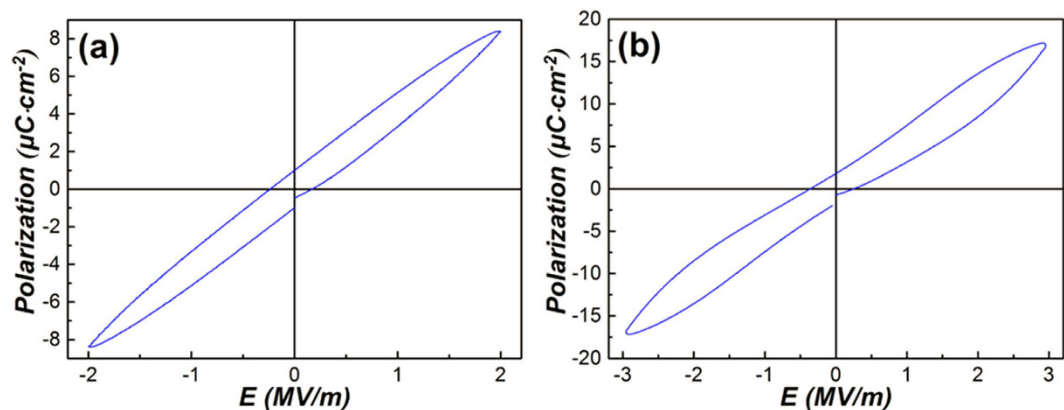 (a)
Polarization (μC·cm⁻²)
8
6
4
2
0
-2
-4
-6
-8
-2 -1 0 1 2
E (MV/m)
(b)
Polarization (μC·cm⁻²)
20
15
10
5
0
-5
-10
-15
-20
-3 -2 -1 0 1 2 3
E (MV/m)